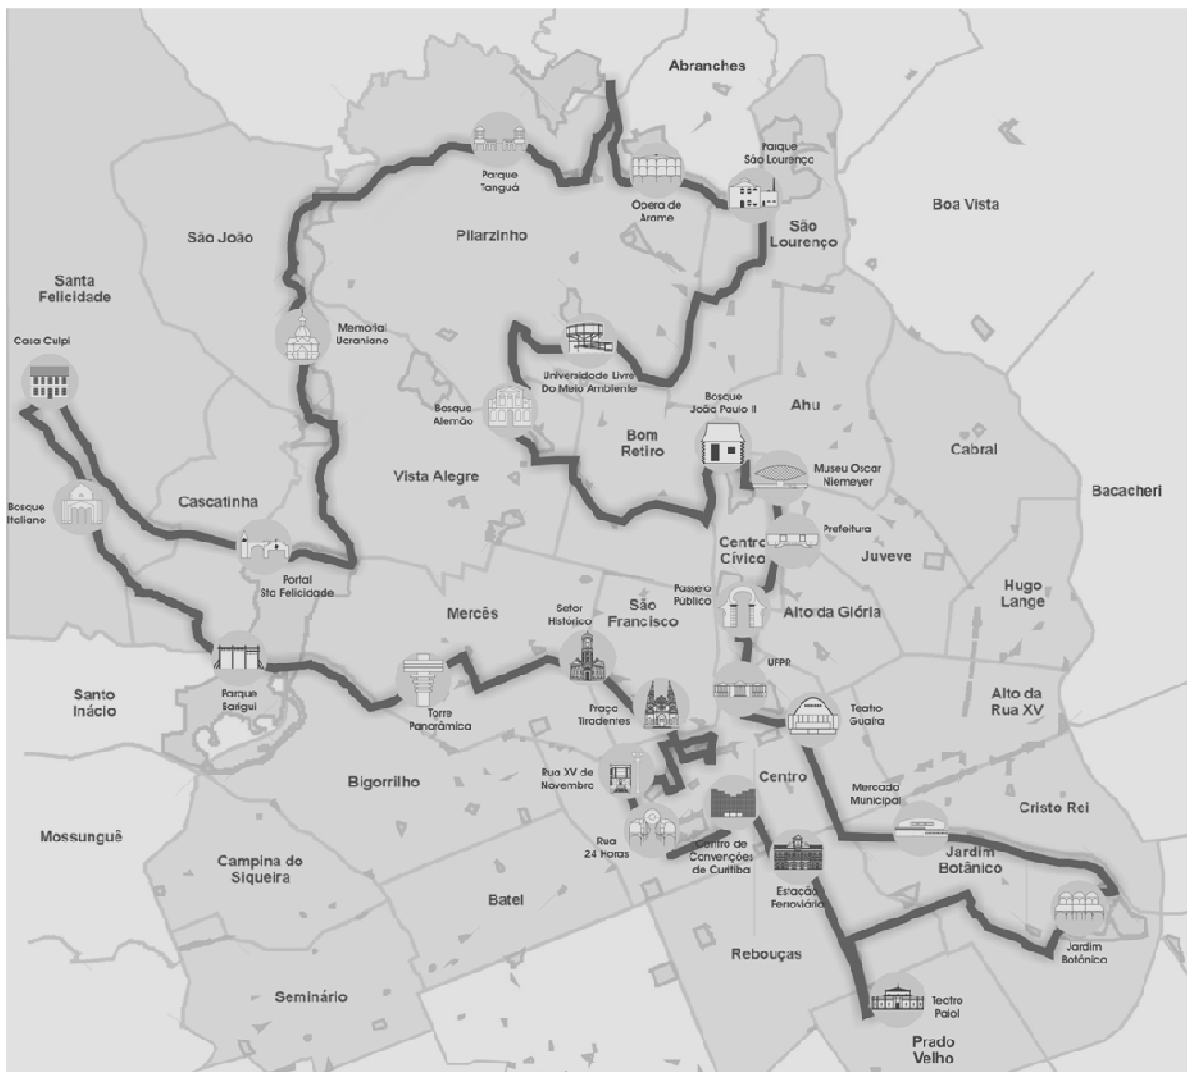 Abranches
Parque
São Lourenço
Parque
Tanguá
Ópera de
Arame
Boa Vista
São João
Pilarzinho
São
Lourenço
Santa
Felicidade
Casa Culpi
Memorial
Ucraniano
Universidade Livre
Do Meio Ambiente
Bosque
Alemão
Bosque
João Paulo II
Ahu
Bom
Retiro
Cabral
Vista Alegre
Museu Oscar
Niemeyer
Bacacheri
Cascatinha
Bosque
Italiano
Prefeitura
Centro
Cívico
Juveve
Portal
Sta Felicidade
Passeio
Público
Hugo
Lange
Mercês
Setor
Histórico
São
Francisco
Alto da Glória
UFPR
Santo
Inácio
Parque
Barigui
Torre
Panorâmica
Praça
Tiradentes
Teatro
Guaíra
Alto da
Rua XV
Bigorrilho
Rua XV de
Novembro
Centro
Mercado
Municipal
Cristo Rei
Mossunguê
Rua
24 Horas
Centro de
Convenções
de Curitiba
Campina do
Siqueira
Jardim
Botânico
Batel
Estação
Ferroviária
Rebouças
Jardim
Botânico
Seminário
Teatro
Paiol
Prado
Velho